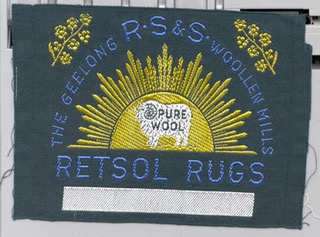 THE GEELONG R·S&S· WOOLLEN MILLS
PURE
WOOL
RETSOL RUGS